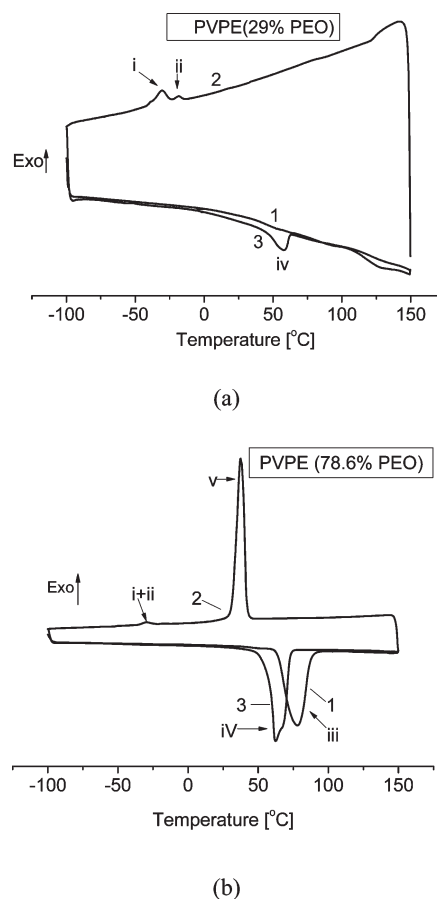 PVPE(29% PEO)
i
ii
2
Exo
1
3
iv
-100 -50 0 50 100 150
Temperature [°C]
(a)
PVPE (78.6% PEO)
v
Exo
i+ii
2
3
1
iV
iii
-100 -50 0 50 100 150
Temperature [°C]
(b)